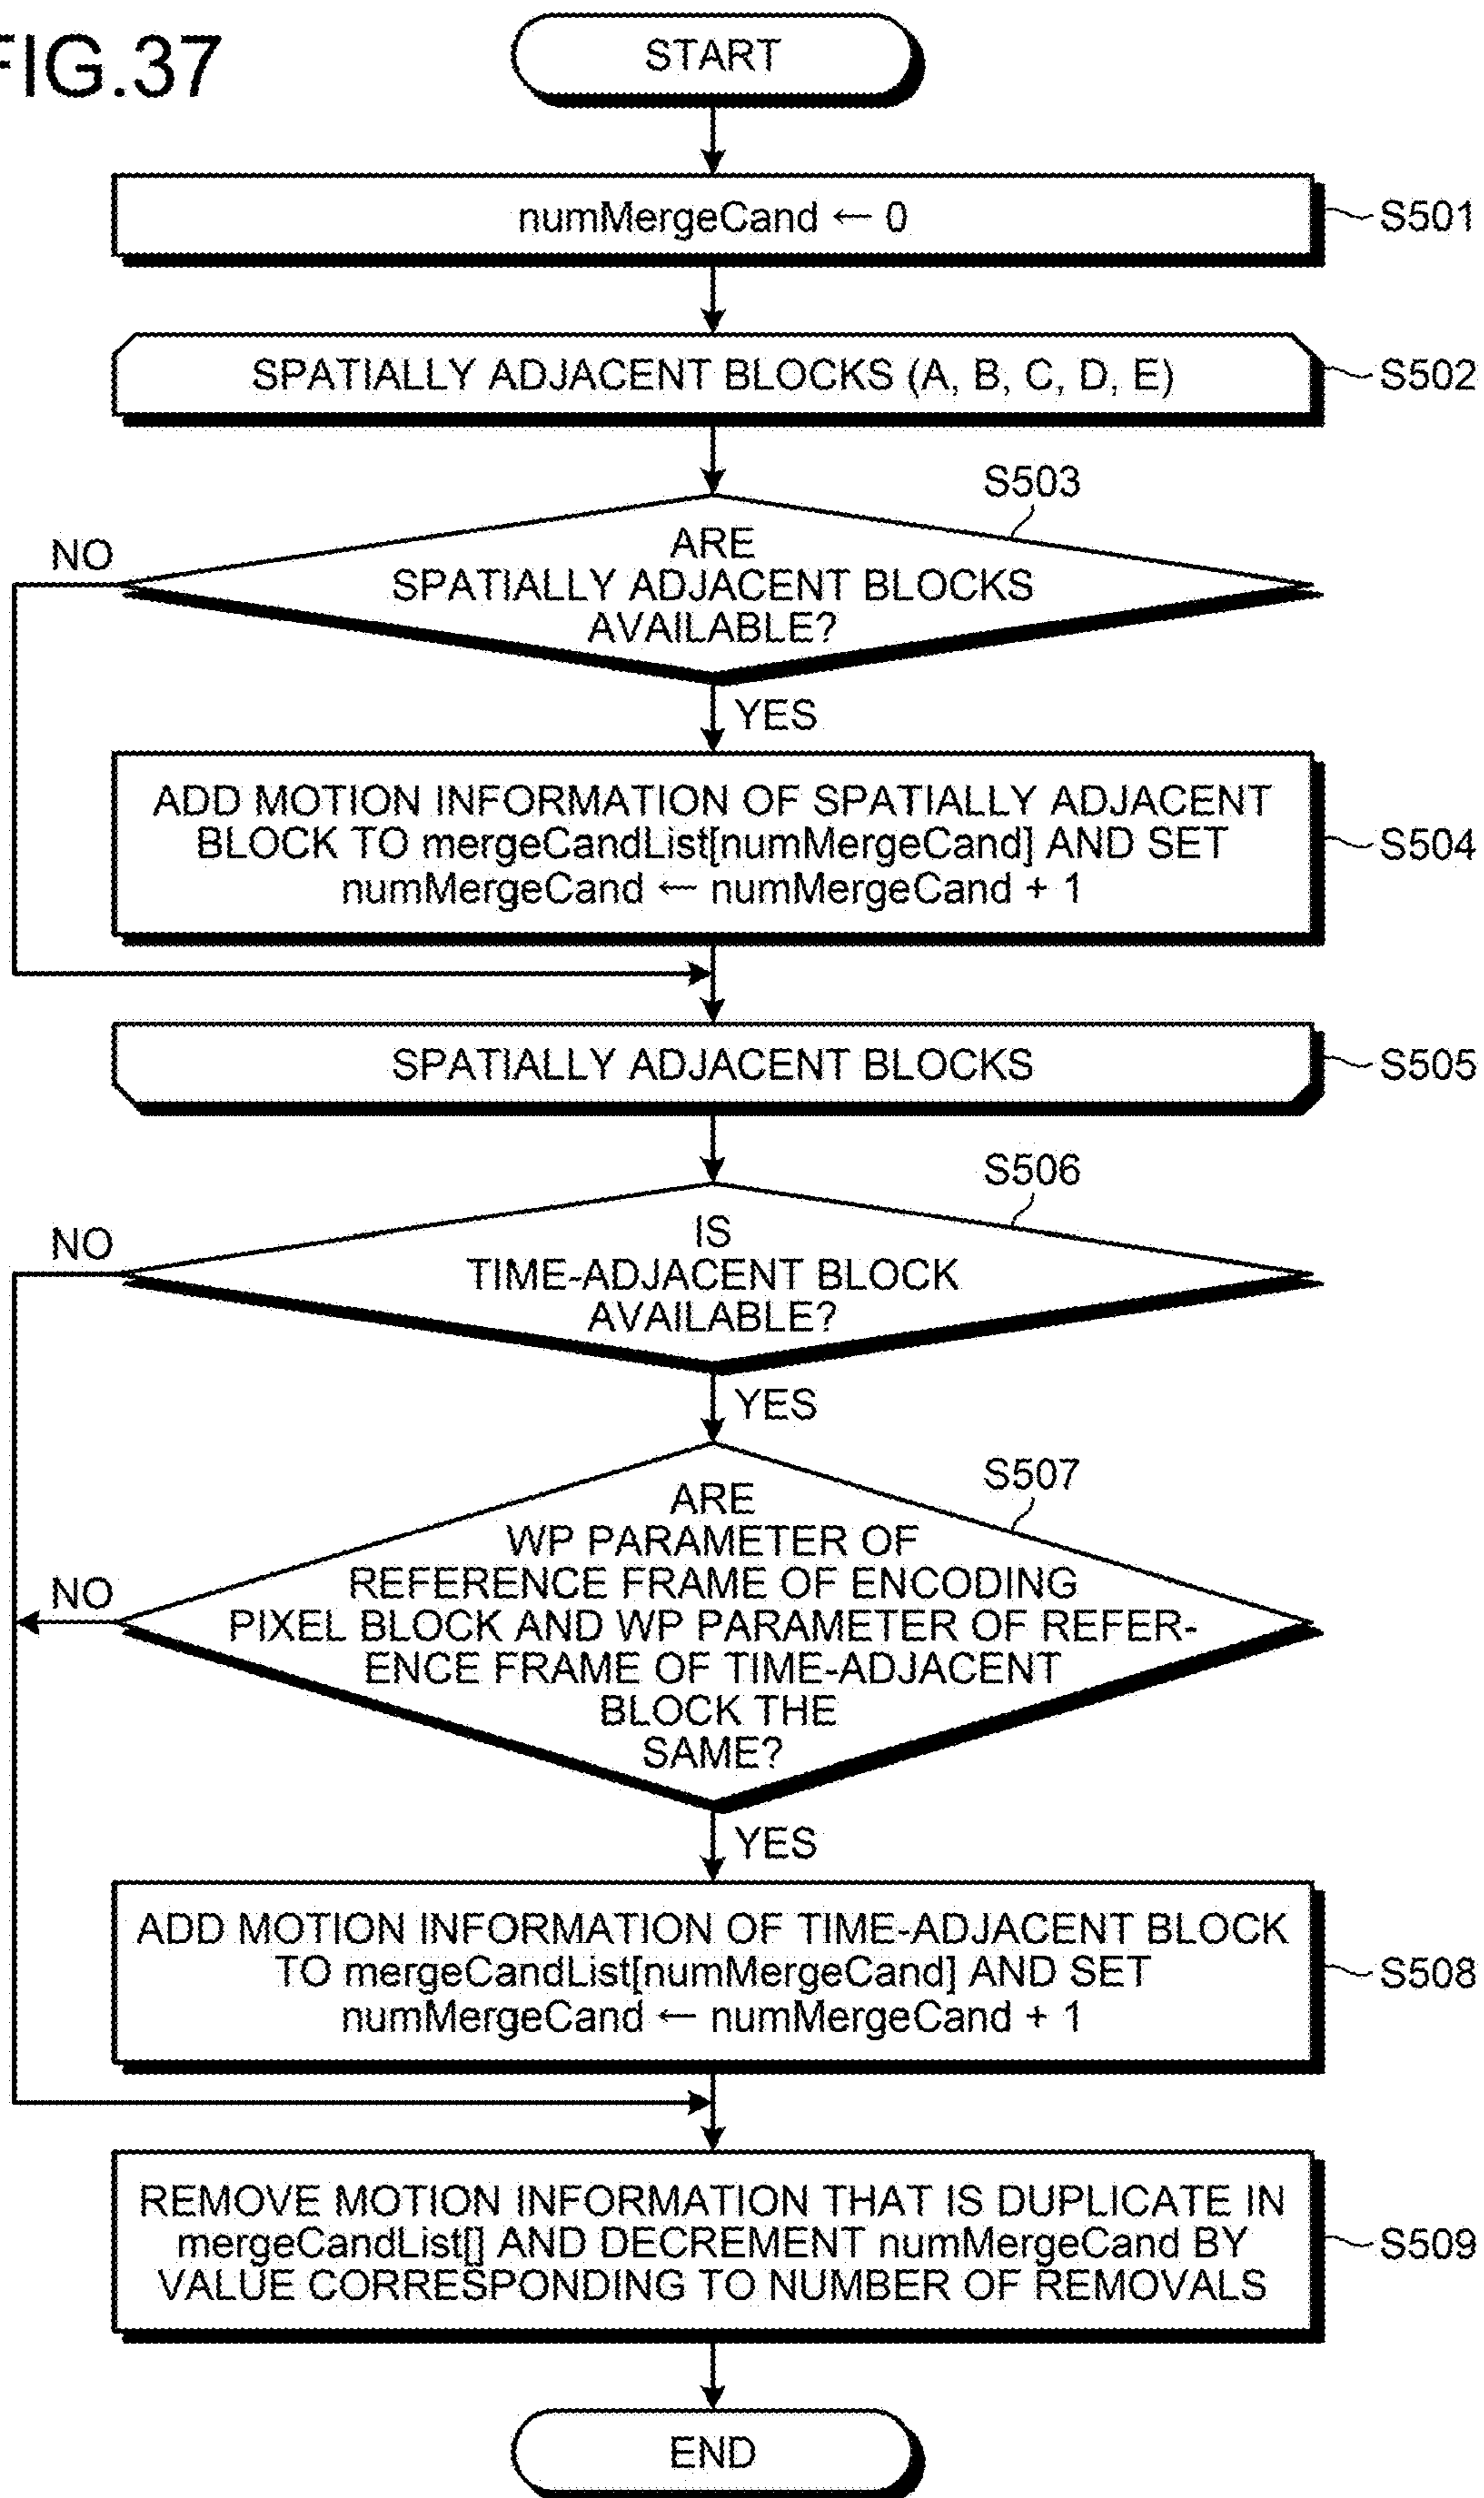 FIG.37
START
numMergeCand ← 0
S501
SPATIALLY ADJACENT BLOCKS (A, B, C, D, E)
S502
S503
NO
ARE
SPATIALLY ADJACENT BLOCKS
AVAILABLE?
YES
ADD MOTION INFORMATION OF SPATIALLY ADJACENT
BLOCK TO mergeCandList[numMergeCand] AND SET
numMergeCand ← numMergeCand + 1
S504
SPATIALLY ADJACENT BLOCKS
S505
S506
NO
IS
TIME-ADJACENT BLOCK
AVAILABLE?
YES
S507
NO
ARE
WP PARAMETER OF
REFERENCE FRAME OF ENCODING
PIXEL BLOCK AND WP PARAMETER OF REFER-
ENCE FRAME OF TIME-ADJACENT
BLOCK THE
SAME?
YES
ADD MOTION INFORMATION OF TIME-ADJACENT BLOCK
TO mergeCandList[numMergeCand] AND SET
numMergeCand ← numMergeCand + 1
S508
REMOVE MOTION INFORMATION THAT IS DUPLICATE IN
mergeCandList[] AND DECREMENT numMergeCand BY
VALUE CORRESPONDING TO NUMBER OF REMOVALS
S509
END